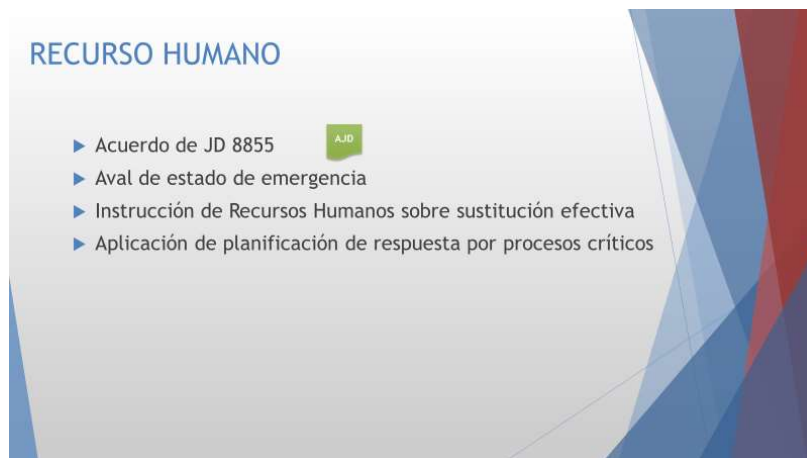 RECURSO HUMANO
Acuerdo de JD 8855
AJD
Aval de estado de emergencia
Instrucción de Recursos Humanos sobre sustitución efectiva
Aplicación de planificación de respuesta por procesos críticos